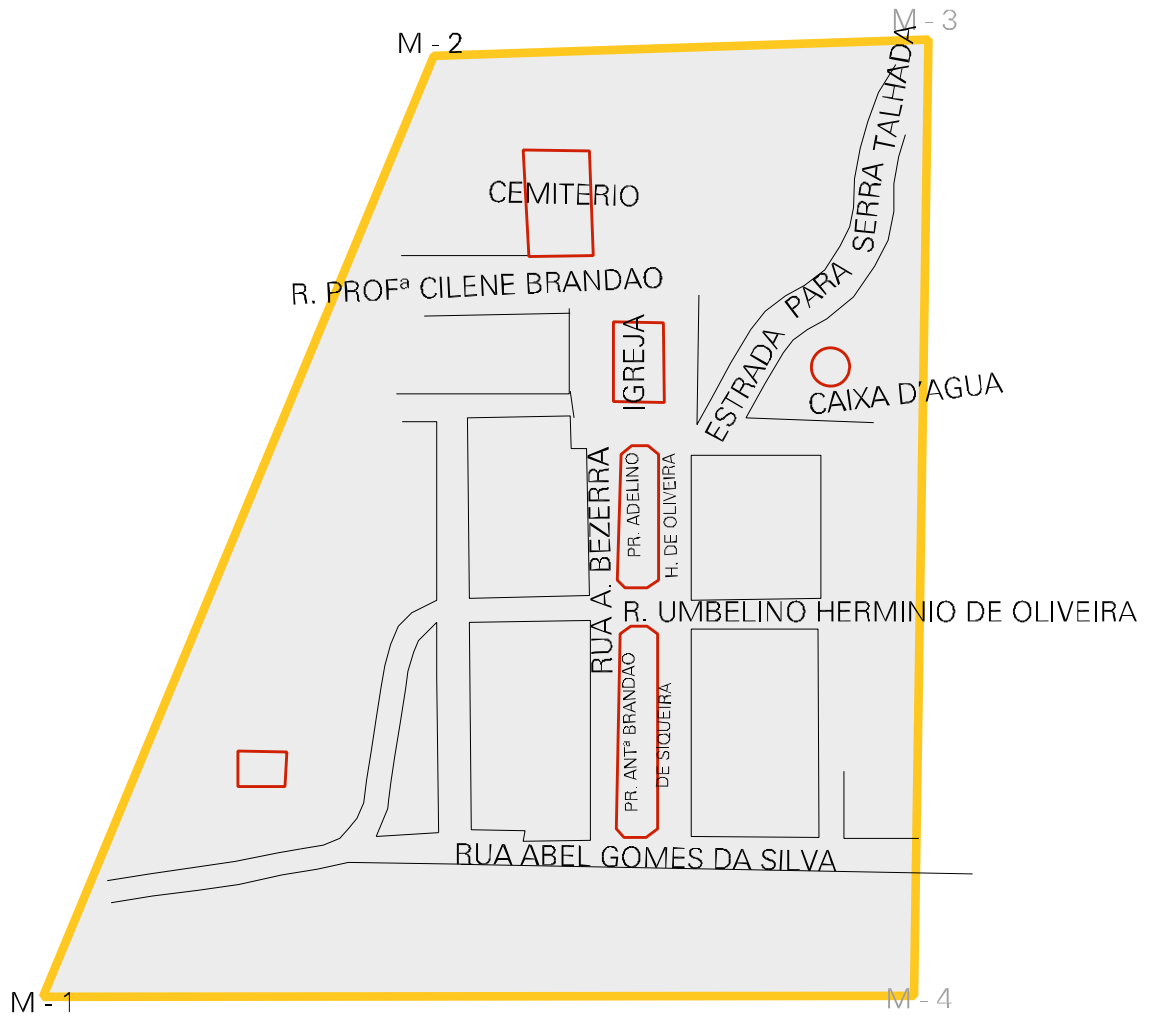 M - 3
M - 2
ESTRADA PARA SERRA TALHADA
CEMITERIO
R. PROFª CILENE BRANDAO
IGREJA
CAIXA D'AGUA
RUA A. BEZERRA
PR. ADELINO
H. DE OLIVEIRA
R. UMBELINO HERMINIO DE OLIVEIRA
PR. ANTª BRANDAO
DE SIQUEIRA
RUA ABEL GOMES DA SILVA
M - 1
M - 4